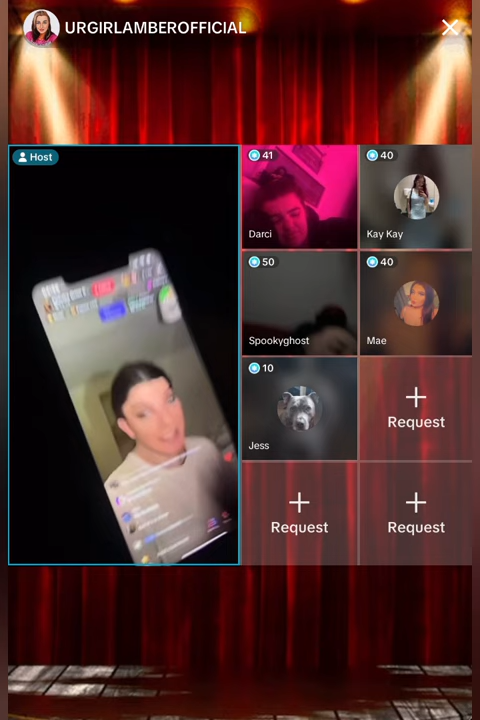 URGIRLAMBEROFFICIAL
Host
41
Darci
40
Kay Kay
50
Spookyghost
40
Mae
10
Jess
Request
Request
Request